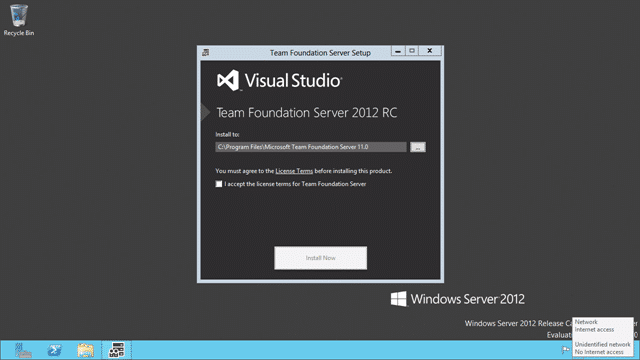 Recycle Bin
Team Foundation Server Setup
Visual Studio
Team Foundation Server 2012 RC
Install to:
C:\Program Files\Microsoft Team Foundation Server 11.0
...
You must agree to the License Terms before installing this product.
I accept the license terms for Team Foundation Server
Install Now
Windows Server 2012
Windows Server 2012 Release Ca
Evaluat
Network
Internet access
Unidentified network
No Internet access